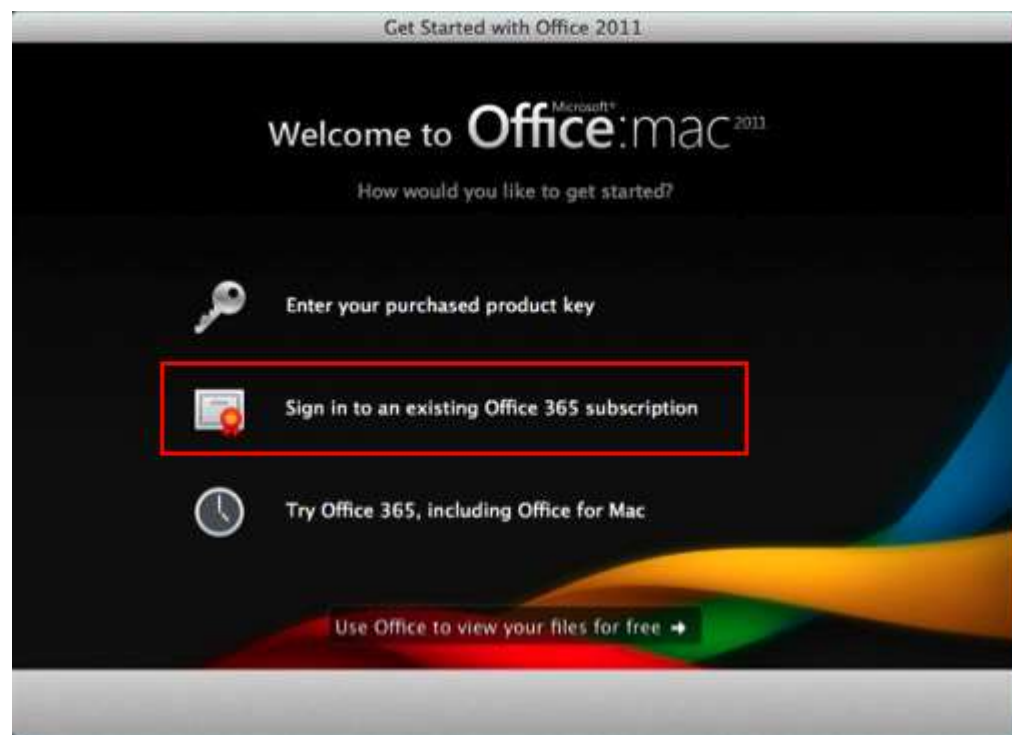 Get Started with Office 2011
Welcome to Microsoft® Office:mac 2011
How would you like to get started?
Enter your purchased product key
Sign in to an existing Office 365 subscription
Try Office 365, including Office for Mac
Use Office to view your files for free ➜